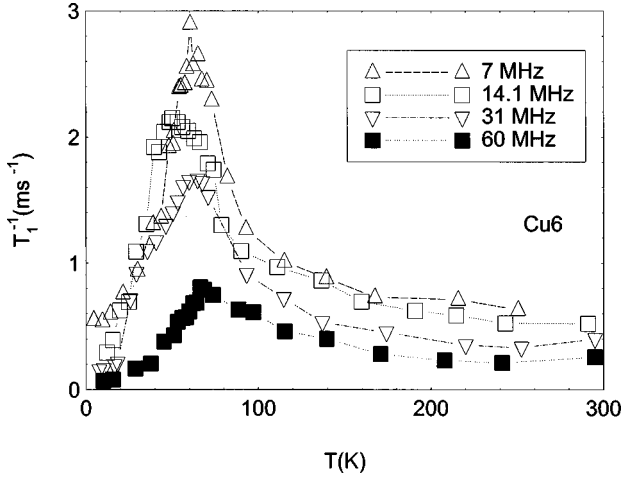 3
2
1
0
T₁⁻¹(ms⁻¹)
7 MHz
14.1 MHz
31 MHz
60 MHz
Cu6
0 100 200 300
T(K)